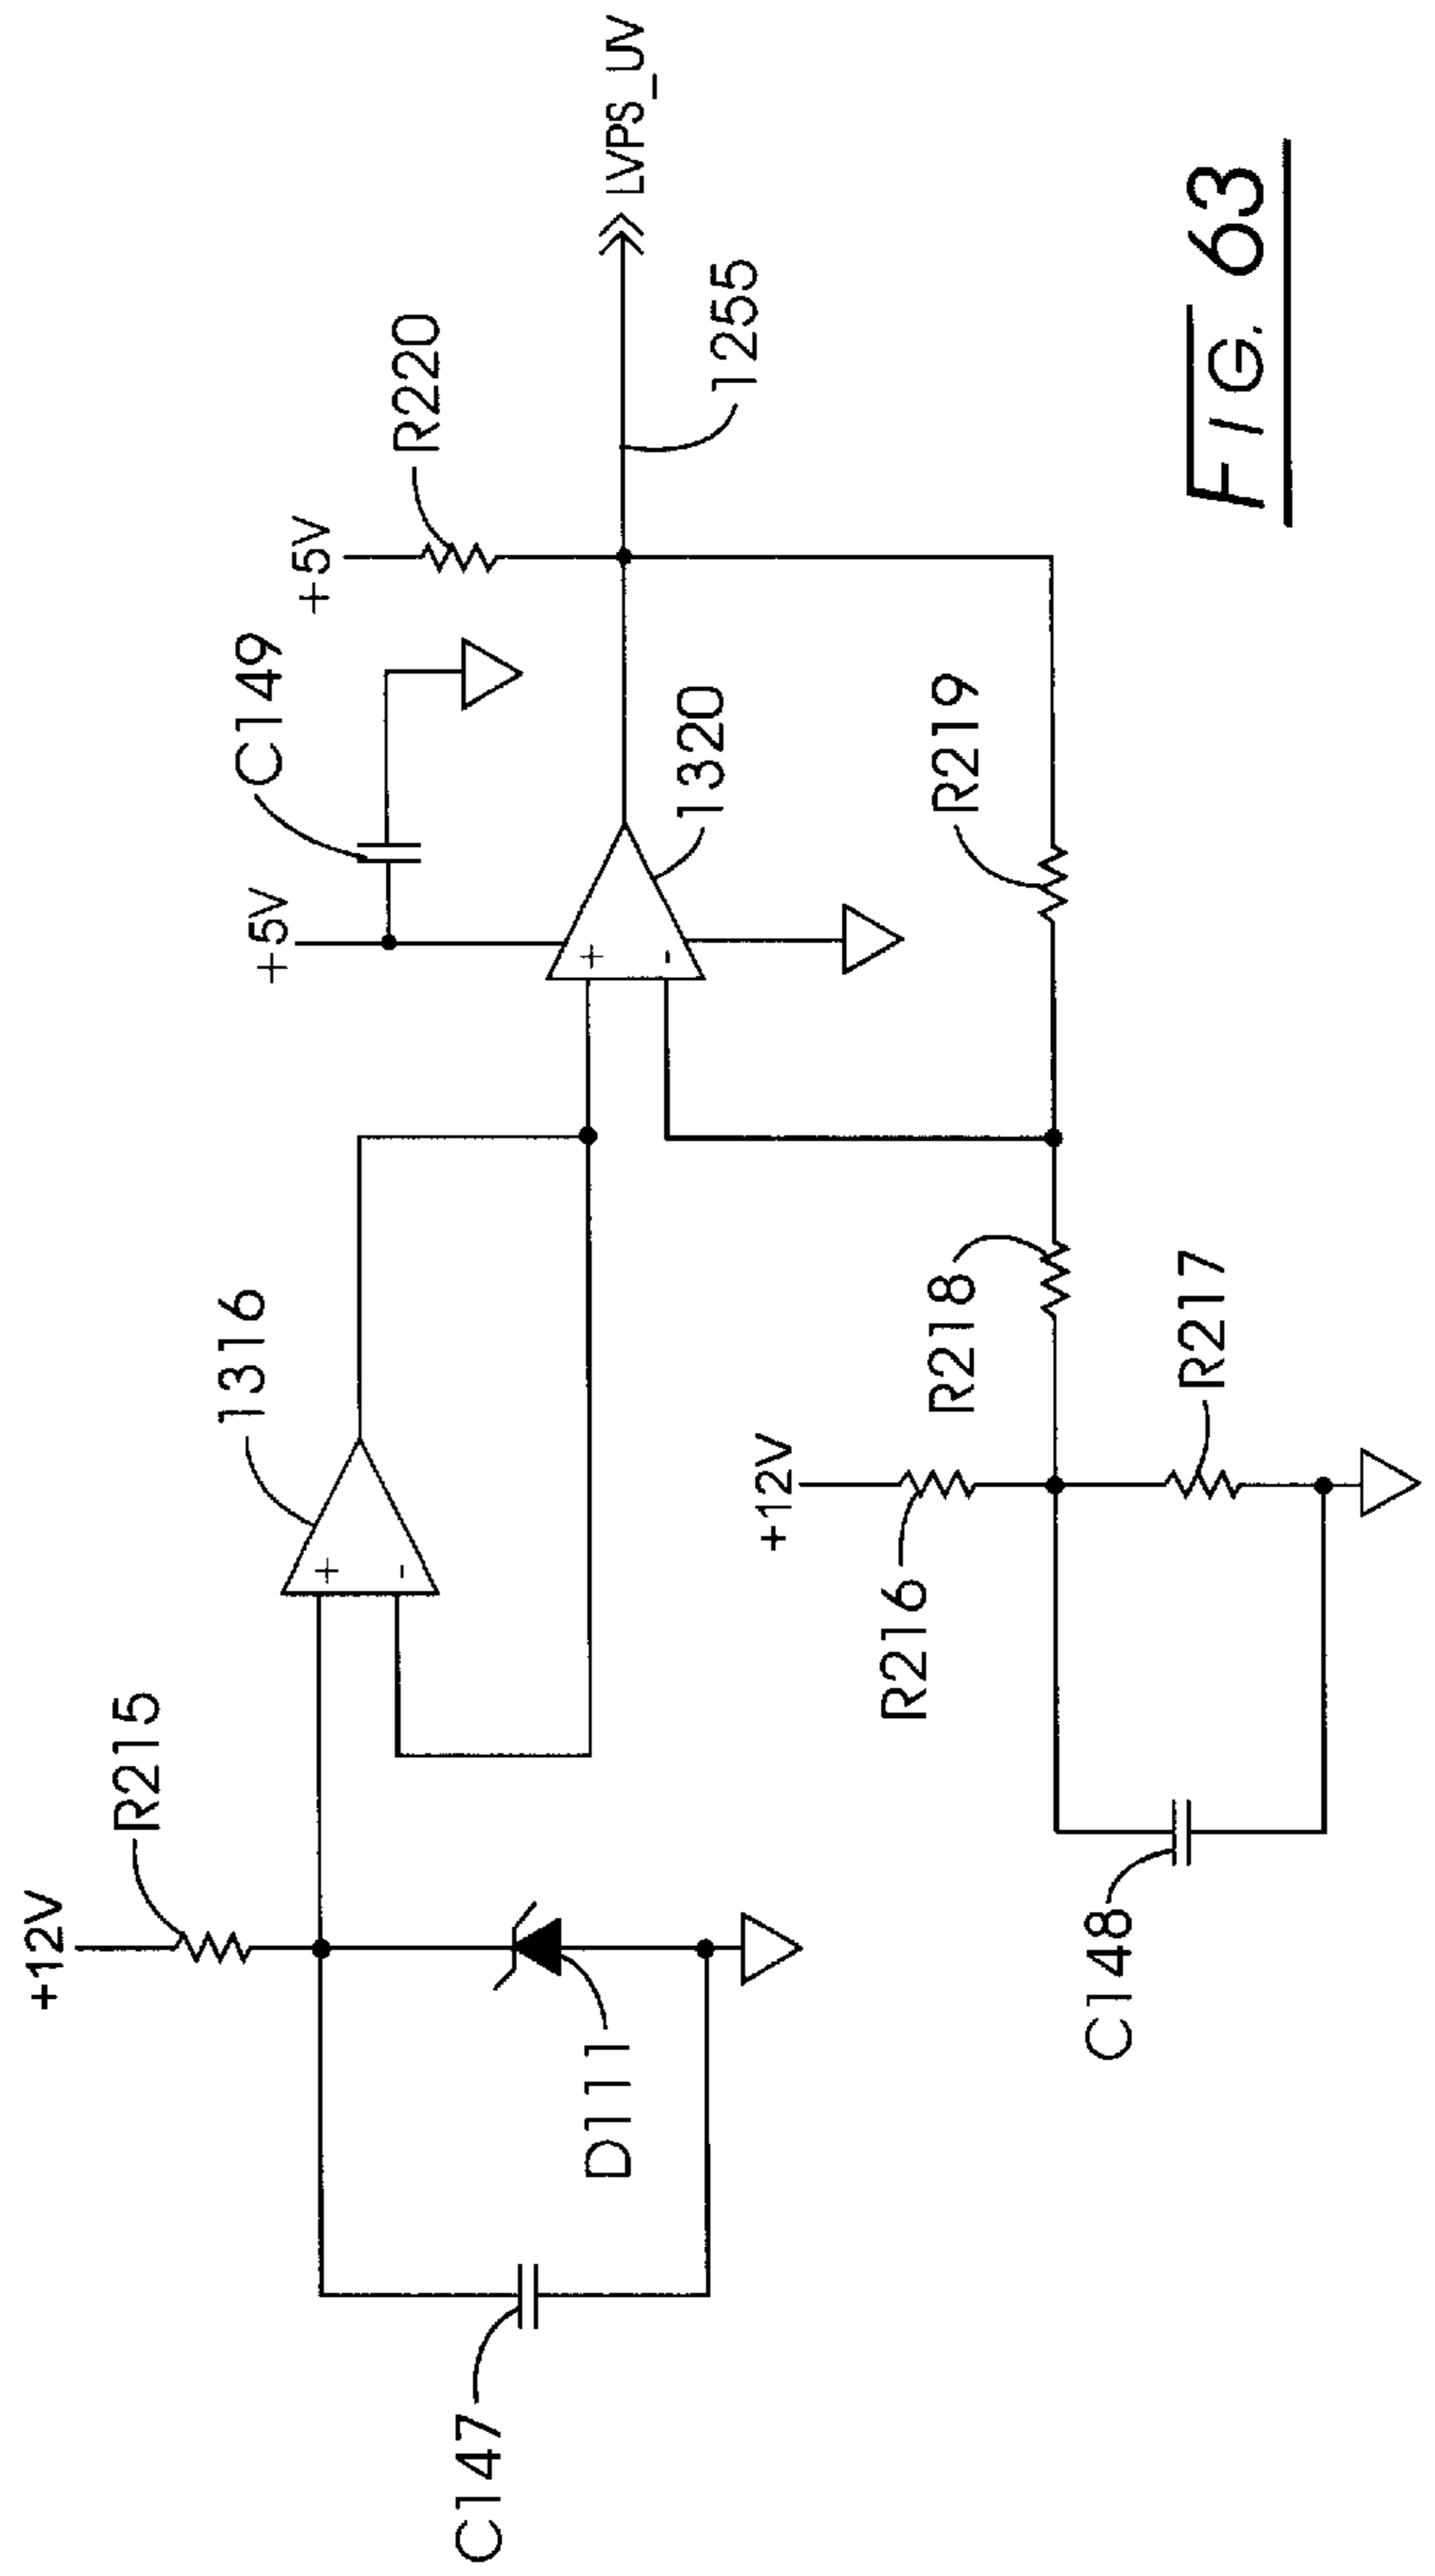 +12V
R215
C147
D111
1316
+5V
C149
+5V
R220
1320
LVPS_UV
1255
+12V
R216
R218
R217
C148
R219
+
-
+
-
FIG. 63